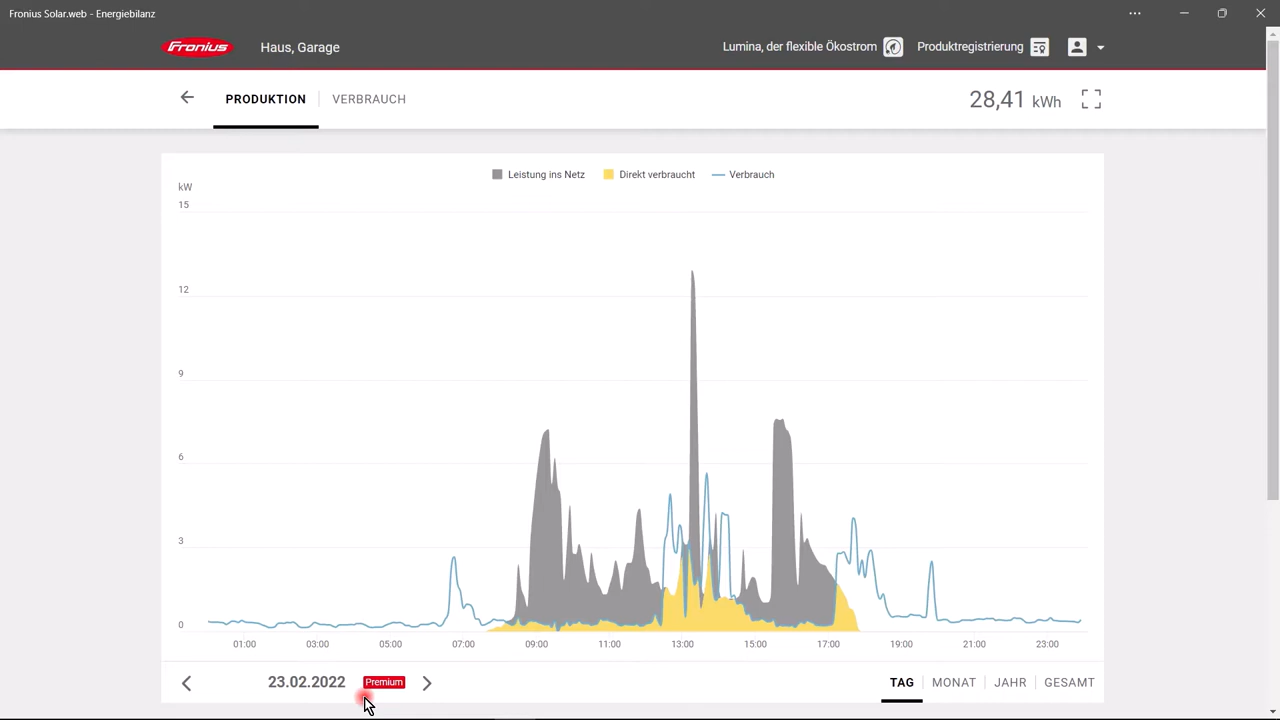 Fronius Solar.web - Energiebilanz
Fronius Haus, Garage Lumina, der flexible Ökostrom Produktregistrierung
PRODUKTION VERBRAUCH 28,41 kWh
Leistung ins Netz Direkt verbraucht Verbrauch
kW
15
12
9
6
3
0
01:00 03:00 05:00 07:00 09:00 11:00 13:00 15:00 17:00 19:00 21:00 23:00
23.02.2022 Premium TAG MONAT JAHR GESAMT